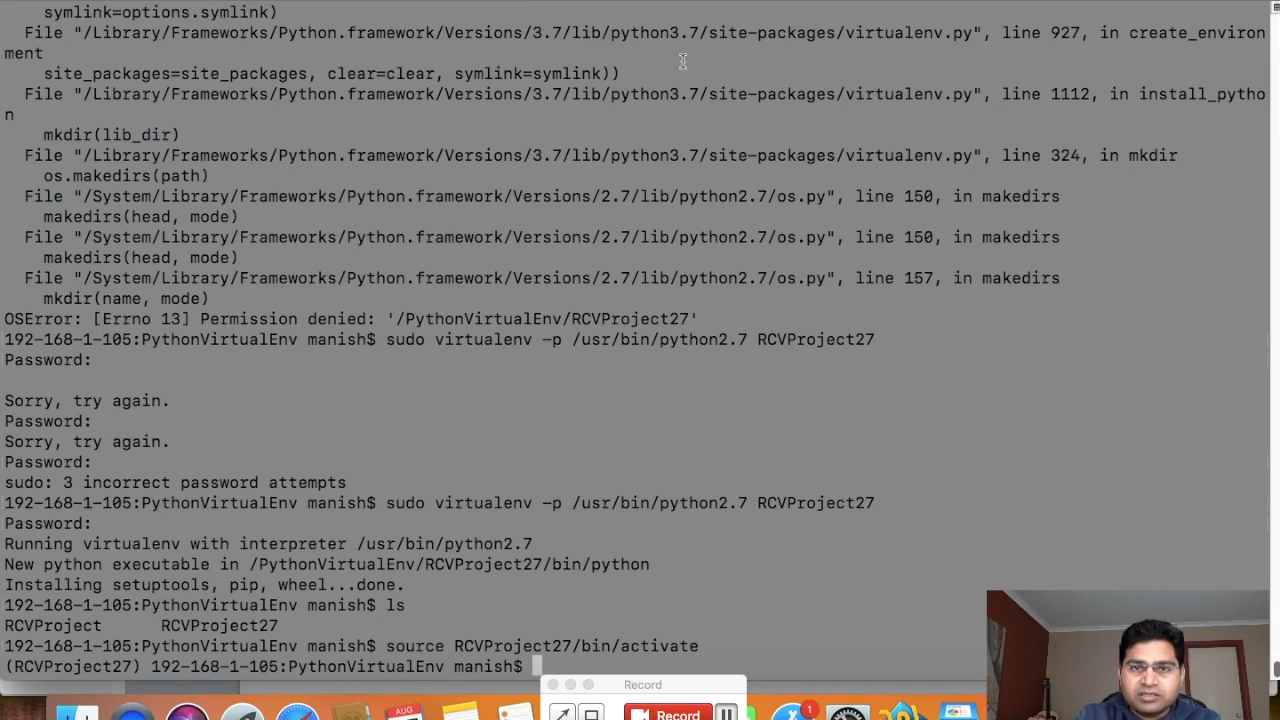 symlink=options.symlink)
File "/Library/Frameworks/Python.framework/Versions/3.7/lib/python3.7/site-packages/virtualenv.py", line 927, in create_environ
ment
site_packages=site_packages, clear=clear, symlink=symlink))
File "/Library/Frameworks/Python.framework/Versions/3.7/lib/python3.7/site-packages/virtualenv.py", line 1112, in install_pytho
n
mkdir(lib_dir)
File "/Library/Frameworks/Python.framework/Versions/3.7/lib/python3.7/site-packages/virtualenv.py", line 324, in mkdir
os.makedirs(path)
File "/System/Library/Frameworks/Python.framework/Versions/2.7/lib/python2.7/os.py", line 150, in makedirs
makedirs(head, mode)
File "/System/Library/Frameworks/Python.framework/Versions/2.7/lib/python2.7/os.py", line 150, in makedirs
makedirs(head, mode)
File "/System/Library/Frameworks/Python.framework/Versions/2.7/lib/python2.7/os.py", line 157, in makedirs
mkdir(name, mode)
OSError: [Errno 13] Permission denied: '/PythonVirtualEnv/RCVProject27'
192-168-1-105:PythonVirtualEnv manish$ sudo virtualenv -p /usr/bin/python2.7 RCVProject27
Password:
Sorry, try again.
Password:
Sorry, try again.
Password:
sudo: 3 incorrect password attempts
192-168-1-105:PythonVirtualEnv manish$ sudo virtualenv -p /usr/bin/python2.7 RCVProject27
Password:
Running virtualenv with interpreter /usr/bin/python2.7
New python executable in /PythonVirtualEnv/RCVProject27/bin/python
Installing setuptools, pip, wheel...done.
192-168-1-105:PythonVirtualEnv manish$ ls
RCVProject RCVProject27
192-168-1-105:PythonVirtualEnv manish$ source RCVProject27/bin/activate
(RCVProject27) 192-168-1-105:PythonVirtualEnv manish$
Record
AUG
1
Record